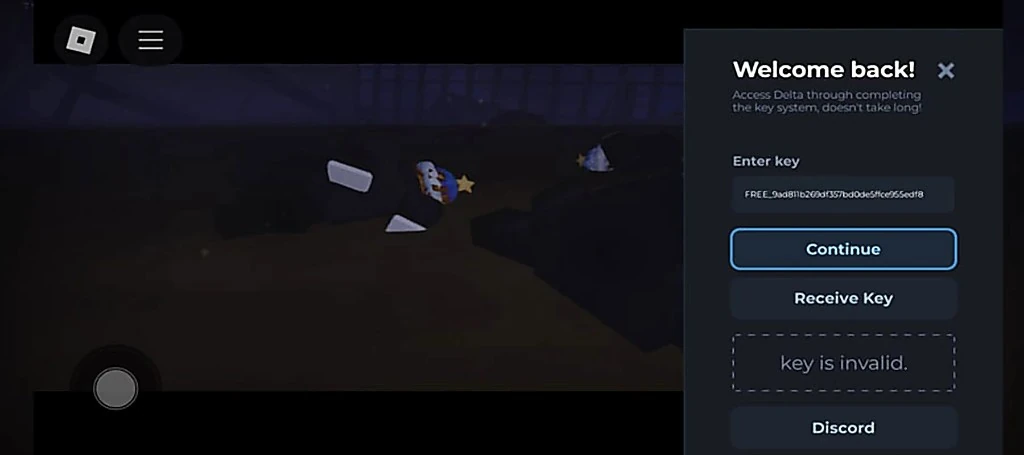 Welcome back!
Access Delta through completing
the key system, doesn't take long!
Enter key
FREE_9ad811b269df357bd0de5ffce955edf8
Continue
Receive Key
key is invalid.
Discord